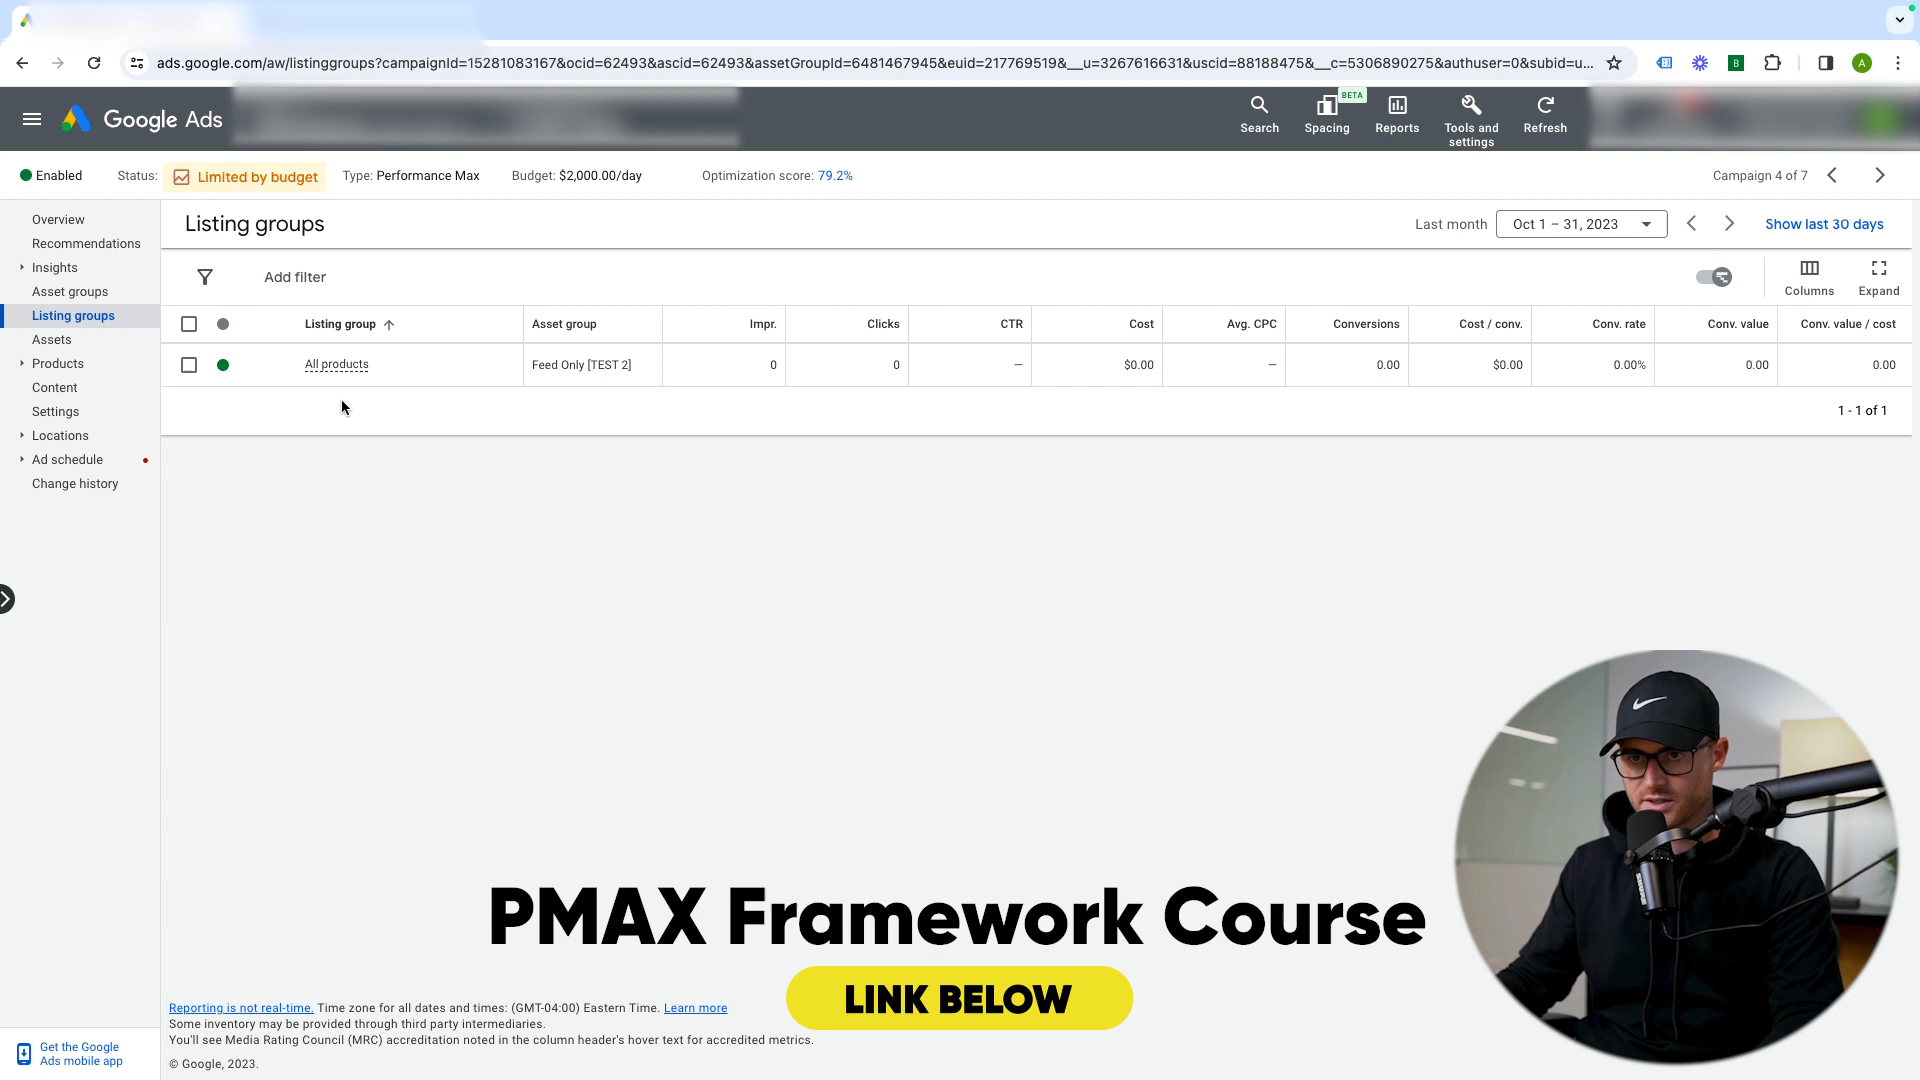 ads.google.com/aw/listinggroups?campaignId=15281083167&ocid=62493&ascid=62493&assetGroupId=6481467945&euid=217769519&__u=3267616631&uscid=88188475&__c=5306890275&authuser=0&subid=u...
B
A
Google Ads
Search
BETA
Spacing
Reports
Tools and settings
Refresh
Enabled
Status: Limited by budget
Type: Performance Max
Budget: $2,000.00/day
Optimization score: 79.2%
Campaign 4 of 7
Overview
Recommendations
Insights
Asset groups
Listing groups
Assets
Products
Content
Settings
Locations
Ad schedule
Change history
Listing groups
Last month Oct 1 – 31, 2023
Show last 30 days
Add filter
Columns
Expand
Listing group Asset group Impr. Clicks CTR Cost Avg. CPC Conversions Cost / conv. Conv. rate Conv. value Conv. value / cost
All products Feed Only [TEST 2] 0 0 — $0.00 — 0.00 $0.00 0.00% 0.00 0.00
1 - 1 of 1
PMAX Framework Course
LINK BELOW
SHURE
Reporting is not real-time. Time zone for all dates and times: (GMT-04:00) Eastern Time. Learn more
Some inventory may be provided through third party intermediaries.
You'll see Media Rating Council (MRC) accreditation noted in the column header's hover text for accredited metrics.
© Google, 2023.
Get the Google
Ads mobile app